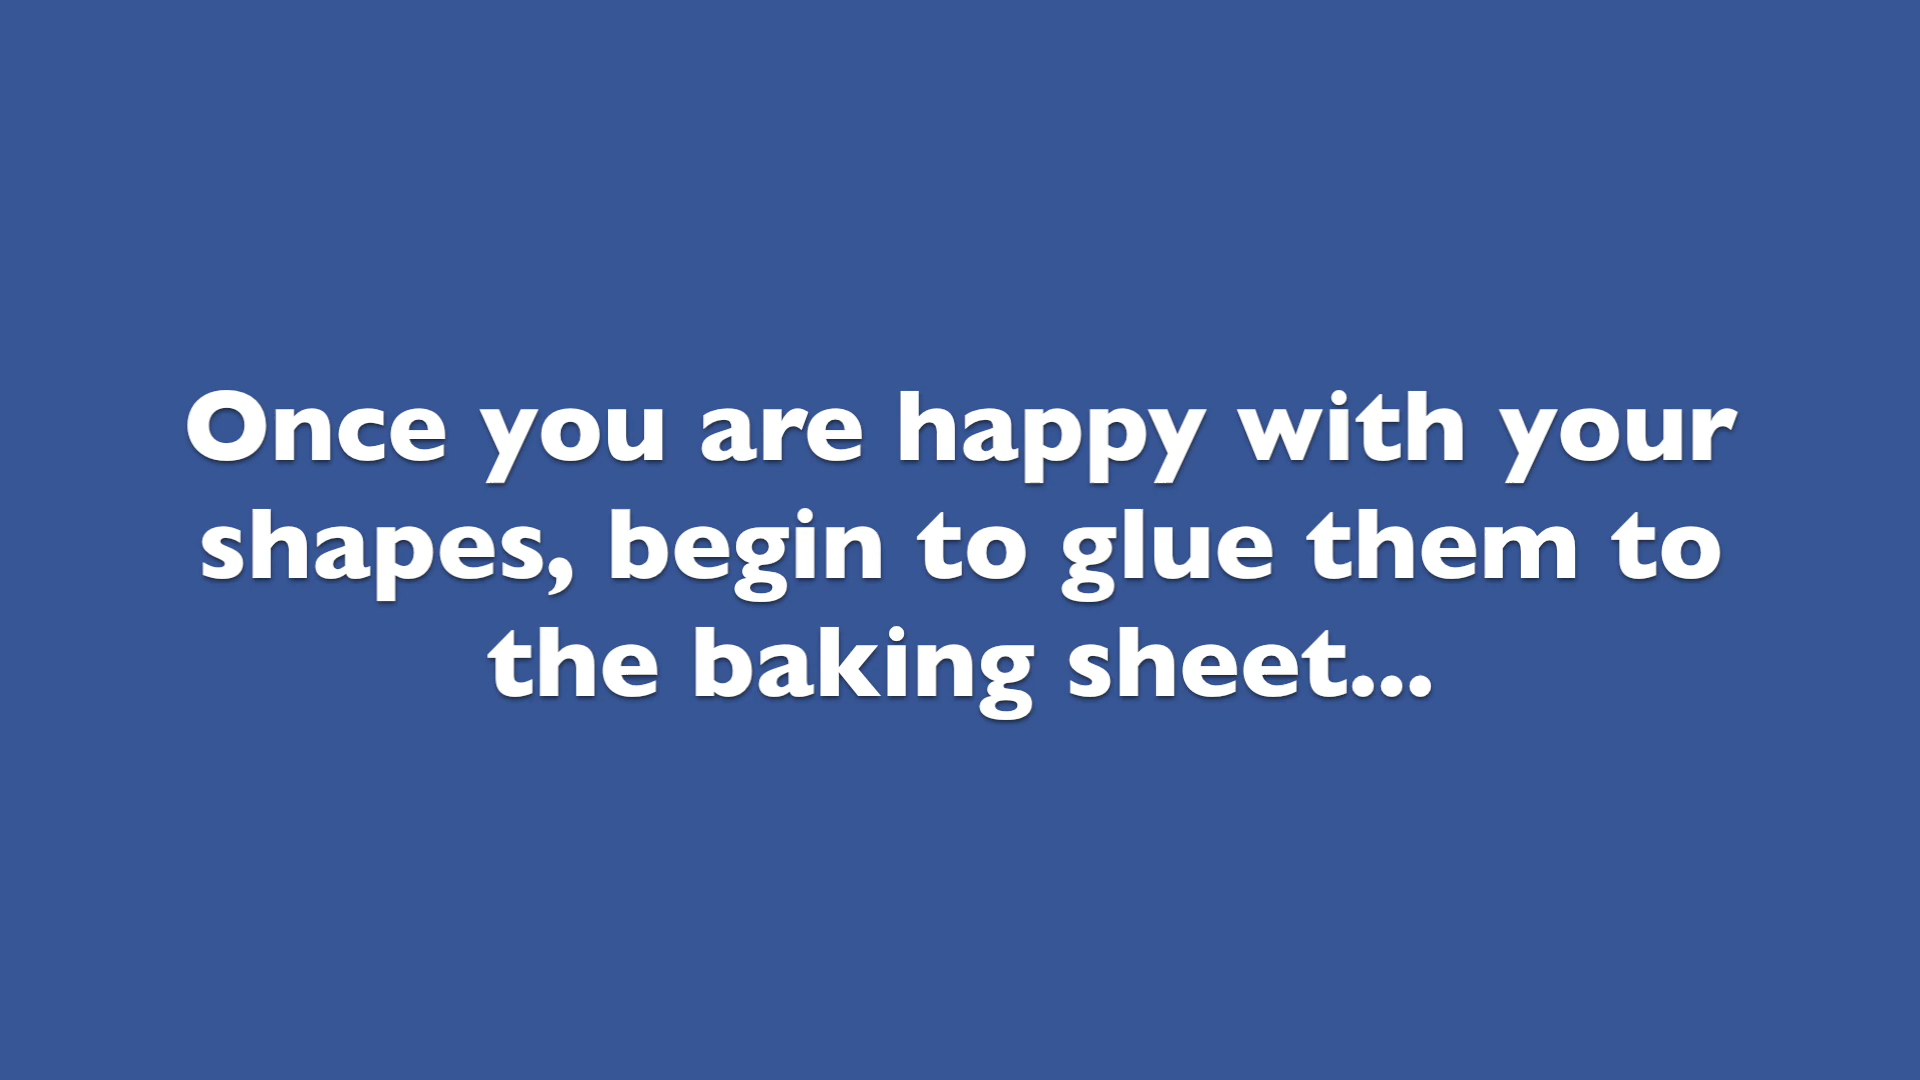 Once you are happy with your
shapes, begin to glue them to
the baking sheet...